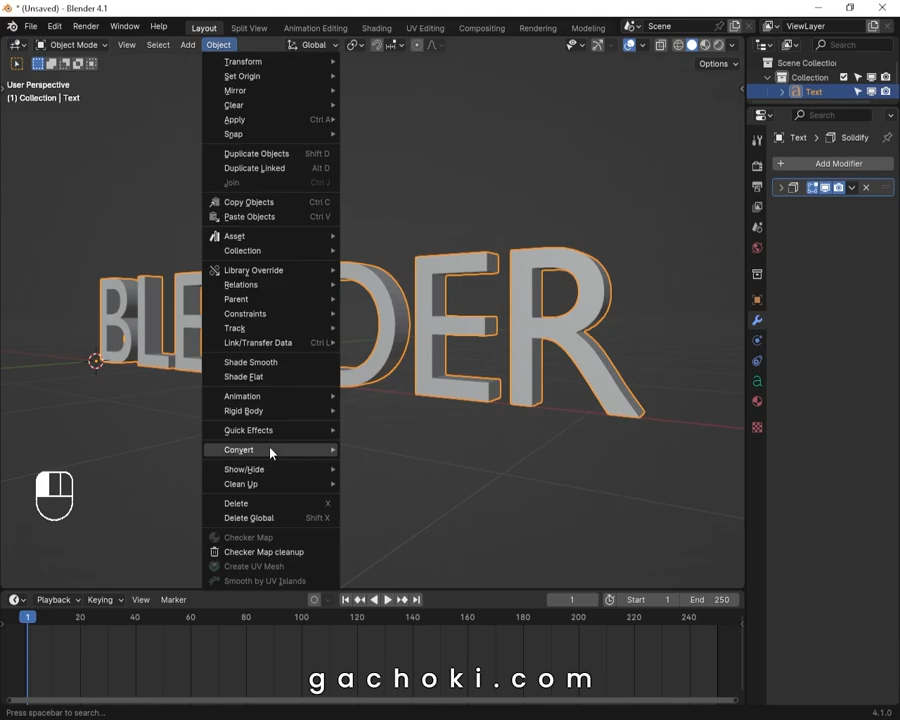 * (Unsaved) - Blender 4.1
File Edit Render Window Help Layout Split View Animation Editing Shading UV Editing Compositing Rendering Modeling Scene ViewLayer
Object Mode View Select Add Object Global Search
Options
User Perspective
(1) Collection | Text
Scene Collection
Collection
Text
Search
Text > Solidify
+ Add Modifier
Transform
Set Origin
Mirror
Clear
Apply Ctrl A
Snap
Duplicate Objects Shift D
Duplicate Linked Alt D
Join Ctrl J
Copy Objects Ctrl C
Paste Objects Ctrl V
Asset
Collection
Library Override
Relations
Parent
Constraints
Track
Link/Transfer Data Ctrl L
Shade Smooth
Shade Flat
Animation
Rigid Body
Quick Effects
Convert
Show/Hide
Clean Up
Delete X
Delete Global Shift X
Checker Map
Checker Map cleanup
Create UV Mesh
Smooth by UV Islands
BLE DER
Playback Keying View Marker 1 Start 1 End 250
1 20 40 60 80 100 120 140 160 180 200 220 240
gachoki.com
Press spacebar to search... 4.1.0